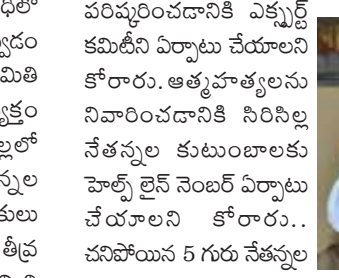 పరిష్కరించడానికి ఎక్స్పర్ట్
కమిటీని ఏర్పాటు చేయాలని
కోరారు. ఆత్మహత్యలను
నివారించడానికి సిరిసిల్ల
నేతన్నల కుటుంబాలకు
హెల్ప్ లైన్ నెంబర్ ఏర్పాటు
చేయాలని కోరారు..
చనిపోయిన 5 గురు నేతన్నల